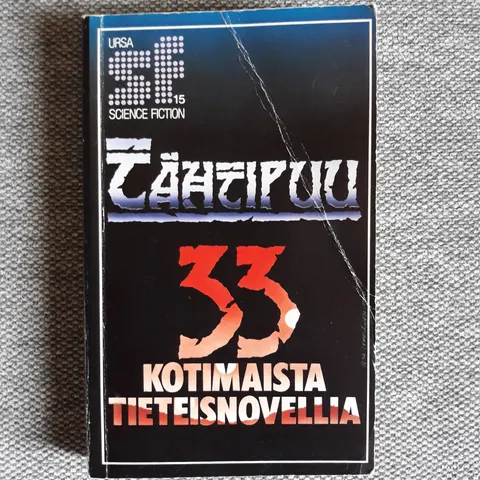 URSA
sf
15
SCIENCE FICTION
TÄHTIPUU
33
KOTIMAISTA
TIETEISNOVELLIA